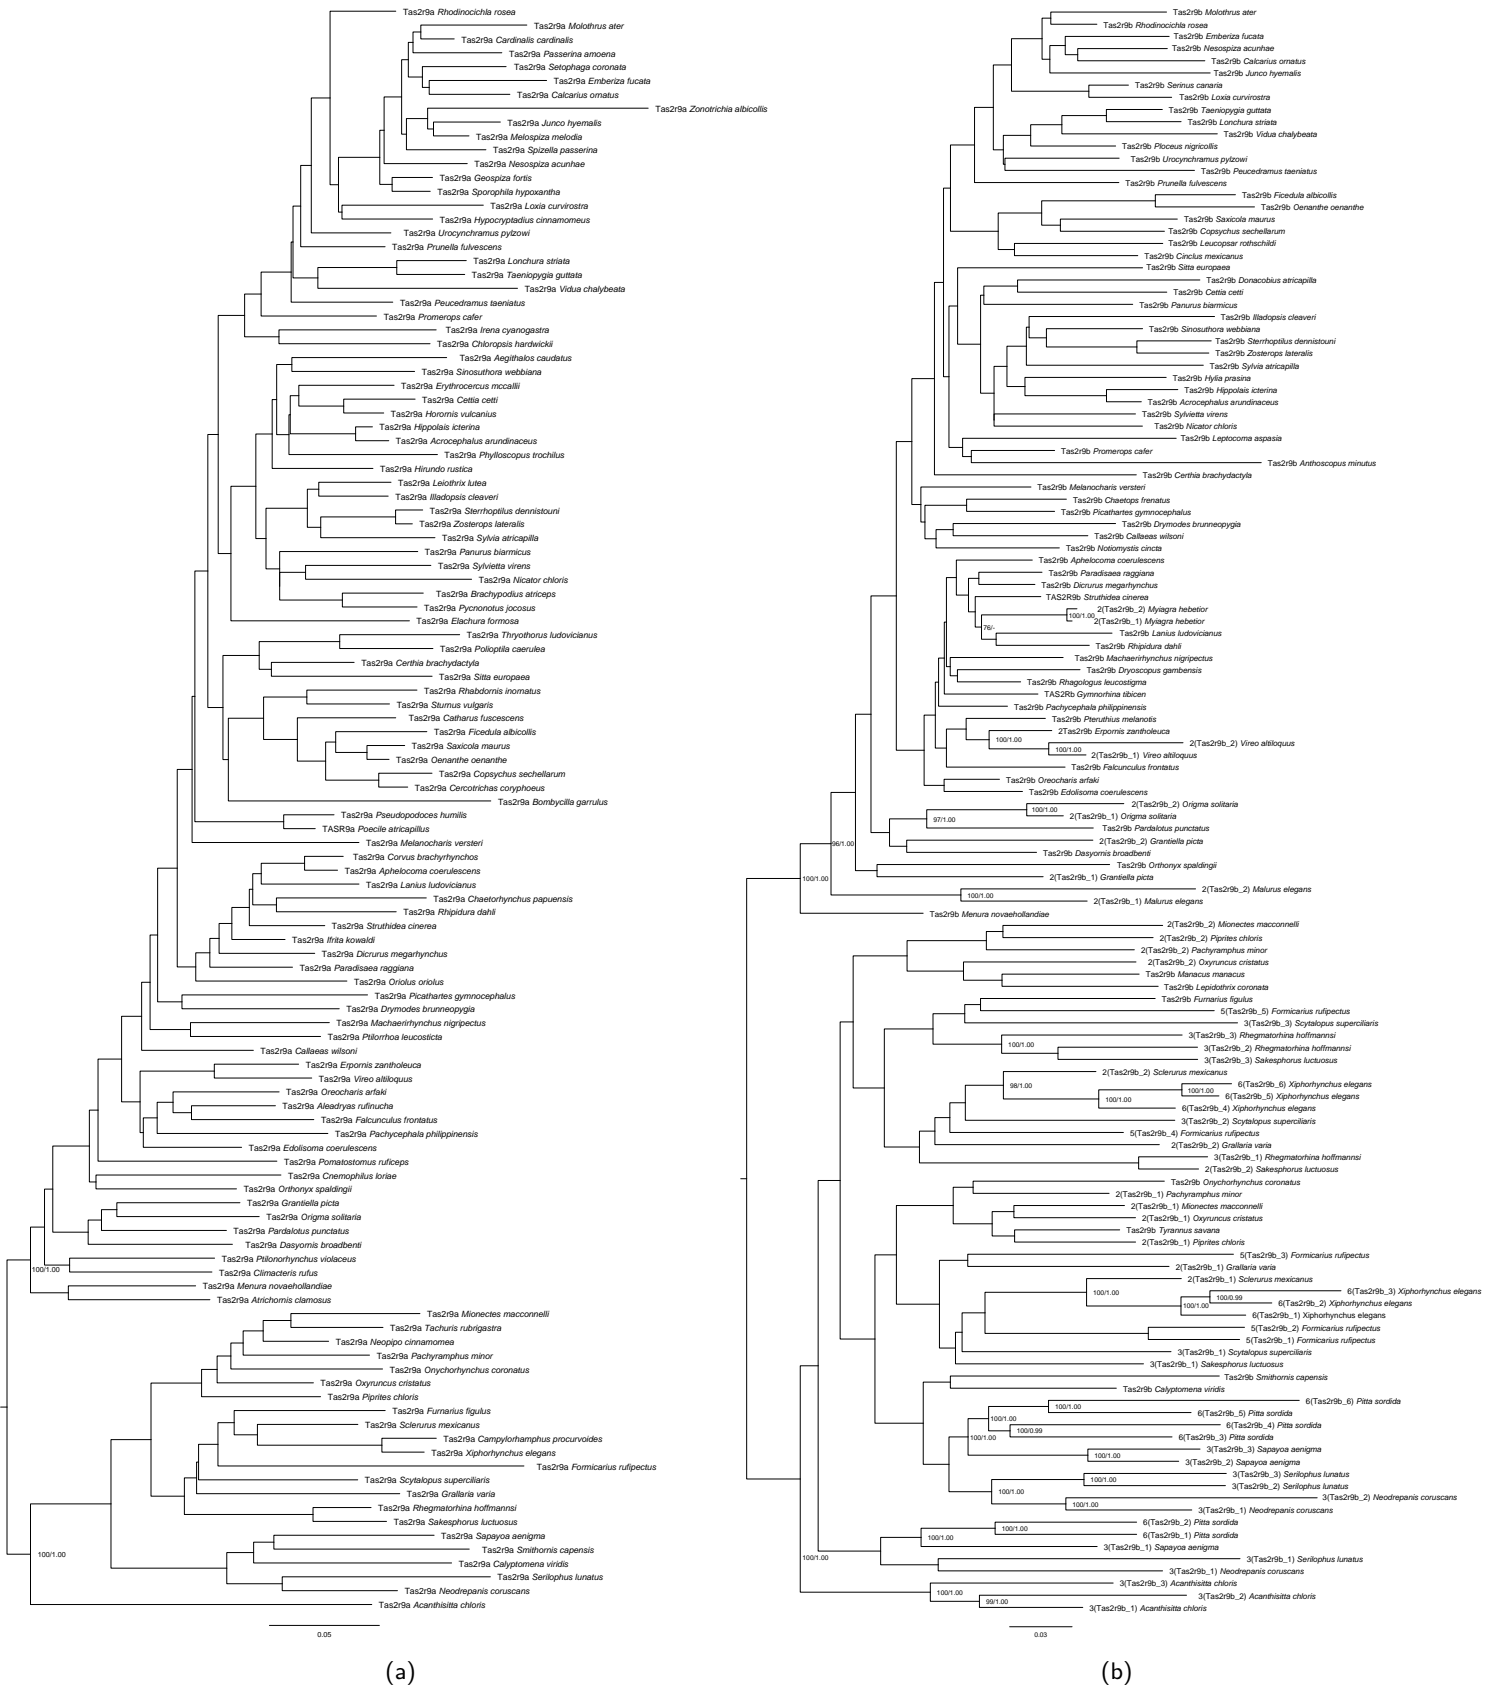 Tas2r9a Rhodinocichla rosea
Tas2r9a Molothrus ater
Tas2r9a Cardinalis cardinalis
Tas2r9a Passerina amoena
Tas2r9a Setophaga coronata
Tas2r9a Emberiza fucata
Tas2r9a Calcarius ornatus
Tas2r9a Zonotrichia albicollis
Tas2r9a Junco hyemalis
Tas2r9a Melospiza melodia
Tas2r9a Spizella passerina
Tas2r9a Nesospiza acunhae
Tas2r9a Geospiza fortis
Tas2r9a Sporophila hypoxantha
Tas2r9a Loxia curvirostra
Tas2r9a Hypocryptadius cinnamomeus
Tas2r9a Urocynchramus pylzowi
Tas2r9a Prunella fulvescens
Tas2r9a Lonchura striata
Tas2r9a Taeniopygia guttata
Tas2r9a Vidua chalybeata
Tas2r9a Peucedramus taeniatus
Tas2r9a Promerops cafer
Tas2r9a Irena cyanogastra
Tas2r9a Chloropsis hardwickii
Tas2r9a Aegithalos caudatus
Tas2r9a Sinosuthora webbiana
Tas2r9a Erythrocercus mccallii
Tas2r9a Cettia cetti
Tas2r9a Horornis vulcanius
Tas2r9a Hippolais icterina
Tas2r9a Acrocephalus arundinaceus
Tas2r9a Phylloscopus trochilus
Tas2r9a Hirundo rustica
Tas2r9a Leiothrix lutea
Tas2r9a Illadopsis cleaveri
Tas2r9a Sterrhoptilus dennistouni
Tas2r9a Zosterops lateralis
Tas2r9a Sylvia atricapilla
Tas2r9a Panurus biarmicus
Tas2r9a Sylvietta virens
Tas2r9a Nicator chloris
Tas2r9a Brachypodius atriceps
Tas2r9a Pycnonotus jocosus
Tas2r9a Elachura formosa
Tas2r9a Thryothorus ludovicianus
Tas2r9a Polioptila caerulea
Tas2r9a Certhia brachydactyla
Tas2r9a Sitta europaea
Tas2r9a Rhabdornis inornatus
Tas2r9a Sturnus vulgaris
Tas2r9a Catharus fuscescens
Tas2r9a Ficedula albicollis
Tas2r9a Saxicola maurus
Tas2r9a Oenanthe oenanthe
Tas2r9a Copsychus sechellarum
Tas2r9a Cercotrichas coryphoeus
Tas2r9a Bombycilla garrulus
Tas2r9a Pseudopodoces humilis
TASR9a Poecile atricapillus
Tas2r9a Melanocharis versteri
Tas2r9a Corvus brachyrhynchos
Tas2r9a Aphelocoma coerulescens
Tas2r9a Lanius ludovicianus
Tas2r9a Chaetorhynchus papuensis
Tas2r9a Rhipidura dahli
Tas2r9a Struthidea cinerea
Tas2r9a Ifrita kowaldi
Tas2r9a Dicrurus megarhynchus
Tas2r9a Paradisaea raggiana
Tas2r9a Oriolus oriolus
Tas2r9a Picathartes gymnocephalus
Tas2r9a Drymodes brunneopygia
Tas2r9a Machaerirhynchus nigripectus
Tas2r9a Ptilorrhoa leucosticta
Tas2r9a Callaeas wilsoni
Tas2r9a Erpornis zantholeuca
Tas2r9a Vireo altiloquus
Tas2r9a Oreocharis arfaki
Tas2r9a Aleadryas rufinucha
Tas2r9a Falcunculus frontatus
Tas2r9a Pachycephala philippinensis
Tas2r9a Edolisoma coerulescens
Tas2r9a Pomatostomus ruficeps
Tas2r9a Cnemophilus loriae
Tas2r9a Orthonyx spaldingii
Tas2r9a Grantiella picta
Tas2r9a Origma solitaria
Tas2r9a Pardalotus punctatus
Tas2r9a Dasyornis broadbenti
Tas2r9a Ptilonorhynchus violaceus
100/1.00
Tas2r9a Climacteris rufus
Tas2r9a Menura novaehollandiae
Tas2r9a Atrichornis clamosus
Tas2r9a Mionectes macconnelli
Tas2r9a Tachuris rubrigastra
Tas2r9a Neopipo cinnamomea
Tas2r9a Pachyramphus minor
Tas2r9a Onychorhynchus coronatus
Tas2r9a Oxyruncus cristatus
Tas2r9a Piprites chloris
Tas2r9a Furnarius figulus
Tas2r9a Sclerurus mexicanus
Tas2r9a Campylorhamphus procurvoides
Tas2r9a Xiphorhynchus elegans
Tas2r9a Formicarius rufipectus
Tas2r9a Scytalopus superciliaris
Tas2r9a Grallaria varia
Tas2r9a Rhegmatorhina hoffmannsi
Tas2r9a Sakesphorus luctuosus
Tas2r9a Sapayoa aenigma
Tas2r9a Smithornis capensis
100/1.00
Tas2r9a Calyptomena viridis
Tas2r9a Serilophus lunatus
Tas2r9a Neodrepanis coruscans
Tas2r9a Acanthisitta chloris
0.05
(a)
Tas2r9b Molothrus ater
Tas2r9b Rhodinocichla rosea
Tas2r9b Emberiza fucata
Tas2r9b Nesospiza acunhae
Tas2r9b Calcarius ornatus
Tas2r9b Junco hyemalis
Tas2r9b Serinus canaria
Tas2r9b Loxia curvirostra
Tas2r9b Taeniopygia guttata
Tas2r9b Lonchura striata
Tas2r9b Vidua chalybeata
Tas2r9b Ploceus nigricollis
Tas2r9b Urocynchramus pylzowi
Tas2r9b Peucedramus taeniatus
Tas2r9b Prunella fulvescens
Tas2r9b Ficedula albicollis
Tas2r9b Oenanthe oenanthe
Tas2r9b Saxicola maurus
Tas2r9b Copsychus sechellarum
Tas2r9b Leucopsar rothschildi
Tas2r9b Cinclus mexicanus
Tas2r9b Sitta europaea
Tas2r9b Donacobius atricapilla
Tas2r9b Cettia cetti
Tas2r9b Panurus biarmicus
Tas2r9b Illadopsis cleaveri
Tas2r9b Sinosuthora webbiana
Tas2r9b Sterrhoptilus dennistouni
Tas2r9b Zosterops lateralis
Tas2r9b Sylvia atricapilla
Tas2r9b Hylia prasina
Tas2r9b Hippolais icterina
Tas2r9b Acrocephalus arundinaceus
Tas2r9b Sylvietta virens
Tas2r9b Nicator chloris
Tas2r9b Leptocoma aspasia
Tas2r9b Promerops cafer
Tas2r9b Anthoscopus minutus
Tas2r9b Certhia brachydactyla
Tas2r9b Melanocharis versteri
Tas2r9b Chaetops frenatus
Tas2r9b Picathartes gymnocephalus
Tas2r9b Drymodes brunneopygia
Tas2r9b Callaeas wilsoni
Tas2r9b Notiomystis cincta
Tas2r9b Aphelocoma coerulescens
Tas2r9b Paradisaea raggiana
Tas2r9b Dicrurus megarhynchus
TAS2R9b Struthidea cinerea
2(Tas2r9b_2) Myiagra hebetior
100/1.00
2(Tas2r9b_1) Myiagra hebetior
76/-
Tas2r9b Lanius ludovicianus
Tas2r9b Rhipidura dahli
Tas2r9b Machaerirhynchus nigripectus
Tas2r9b Dryoscopus gambensis
Tas2r9b Rhagologus leucostigma
TAS2Rb Gymnorhina tibicen
Tas2r9b Pachycephala philippinensis
Tas2r9b Pteruthius melanotis
2Tas2r9b Erpornis zantholeuca
100/1.00
2(Tas2r9b_2) Vireo altiloquus
100/1.00
2(Tas2r9b_1) Vireo altiloquus
Tas2r9b Falcunculus frontatus
Tas2r9b Oreocharis arfaki
Tas2r9b Edolisoma coerulescens
2(Tas2r9b_2) Origma solitaria
100/1.00
2(Tas2r9b_1) Origma solitaria
97/1.00
Tas2r9b Pardalotus punctatus
2(Tas2r9b_2) Grantiella picta
96/1.00
Tas2r9b Dasyornis broadbenti
Tas2r9b Orthonyx spaldingii
2(Tas2r9b_1) Grantiella picta
100/1.00
2(Tas2r9b_2) Malurus elegans
100/1.00
2(Tas2r9b_1) Malurus elegans
Tas2r9b Menura novaehollandiae
2(Tas2r9b_2) Mionectes macconnelli
2(Tas2r9b_2) Piprites chloris
2(Tas2r9b_2) Pachyramphus minor
2(Tas2r9b_2) Oxyruncus cristatus
Tas2r9b Manacus manacus
Tas2r9b Lepidothrix coronata
Tas2r9b Furnarius figulus
5(Tas2r9b_5) Formicarius rufipectus
3(Tas2r9b_3) Scytalopus superciliaris
3(Tas2r9b_3) Rhegmatorhina hoffmannsi
100/1.00
3(Tas2r9b_2) Rhegmatorhina hoffmannsi
3(Tas2r9b_3) Sakesphorus luctuosus
2(Tas2r9b_2) Sclerurus mexicanus
98/1.00
6(Tas2r9b_6) Xiphorhynchus elegans
100/1.00
6(Tas2r9b_5) Xiphorhynchus elegans
100/1.00
6(Tas2r9b_4) Xiphorhynchus elegans
3(Tas2r9b_2) Scytalopus superciliaris
5(Tas2r9b_4) Formicarius rufipectus
2(Tas2r9b_2) Grallaria varia
3(Tas2r9b_1) Rhegmatorhina hoffmannsi
2(Tas2r9b_2) Sakesphorus luctuosus
Tas2r9b Onychorynchus coronatus
2(Tas2r9b_1) Pachyramphus minor
2(Tas2r9b_1) Mionectes macconnelli
2(Tas2r9b_1) Oxyruncus cristatus
Tas2r9b Tyrannus savana
2(Tas2r9b_1) Piprites chloris
5(Tas2r9b_3) Formicarius rufipectus
2(Tas2r9b_1) Grallaria varia
2(Tas2r9b_1) Sclerurus mexicanus
100/1.00
6(Tas2r9b_3) Xiphorhynchus elegans
100/0.99
6(Tas2r9b_2) Xiphorhynchus elegans
100/1.00
6(Tas2r9b_1) Xiphorhynchus elegans
5(Tas2r9b_2) Formicarius rufipectus
5(Tas2r9b_1) Formicarius rufipectus
3(Tas2r9b_1) Scytalopus superciliaris
3(Tas2r9b_1) Sakesphorus luctuosus
Tas2r9b Smithornis capensis
Tas2r9b Calyptomena viridis
6(Tas2r9b_6) Pitta sordida
100/1.00
6(Tas2r9b_5) Pitta sordida
100/1.00
6(Tas2r9b_4) Pitta sordida
100/0.99
6(Tas2r9b_3) Pitta sordida
100/1.00
3(Tas2r9b_3) Sapayoa aenigma
100/1.00
3(Tas2r9b_2) Sapayoa aenigma
3(Tas2r9b_3) Serilophus lunatus
100/1.00
3(Tas2r9b_2) Serilophus lunatus
100/1.00
3(Tas2r9b_2) Neodrepanis coruscans
100/1.00
3(Tas2r9b_1) Neodrepanis coruscans
6(Tas2r9b_2) Pitta sordida
100/1.00
6(Tas2r9b_1) Pitta sordida
3(Tas2r9b_1) Sapayoa aenigma
100/1.00
3(Tas2r9b_1) Serilophus lunatus
3(Tas2r9b_1) Neodrepanis coruscans
3(Tas2r9b_3) Acanthisitta chloris
100/1.00
3(Tas2r9b_2) Acanthisitta chloris
99/1.00
3(Tas2r9b_1) Acanthisitta chloris
0.03
(b)